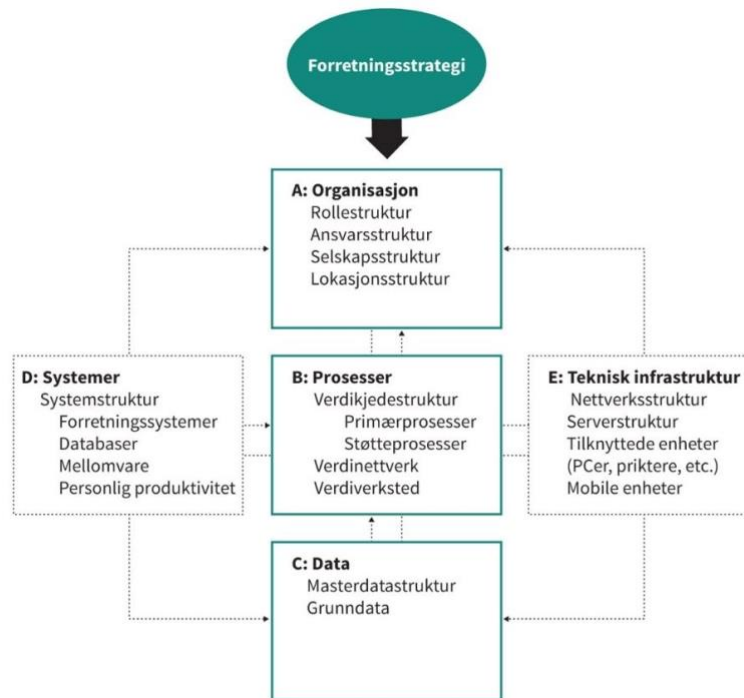 Forretningsstrategi
A: Organisasjon
Rollestruktur
Ansvarsstruktur
Selskapsstruktur
Lokasjonsstruktur
D: Systemer
Systemstruktur
Forretningssystemer
Databaser
Mellomvare
Personlig produktivitet
B: Prosesser
Verdikjedestruktur
Primærprosesser
Støtteprosesser
Verdinettverk
Verdiverksted
E: Teknisk infrastruktur
Nettverksstruktur
Serverstruktur
Tilknyttede enheter
(PCer, priktere, etc.)
Mobile enheter
C: Data
Masterdatastruktur
Grunndata